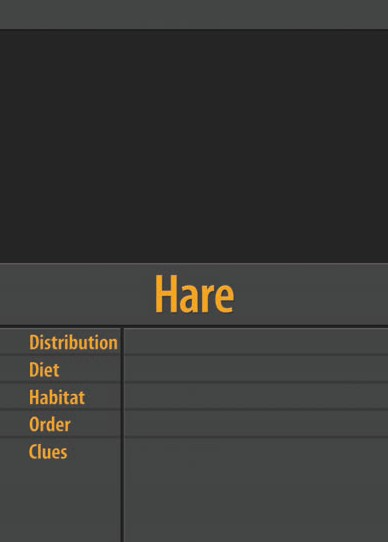 Hare
Distribution
Diet
Habitat
Order
Clues